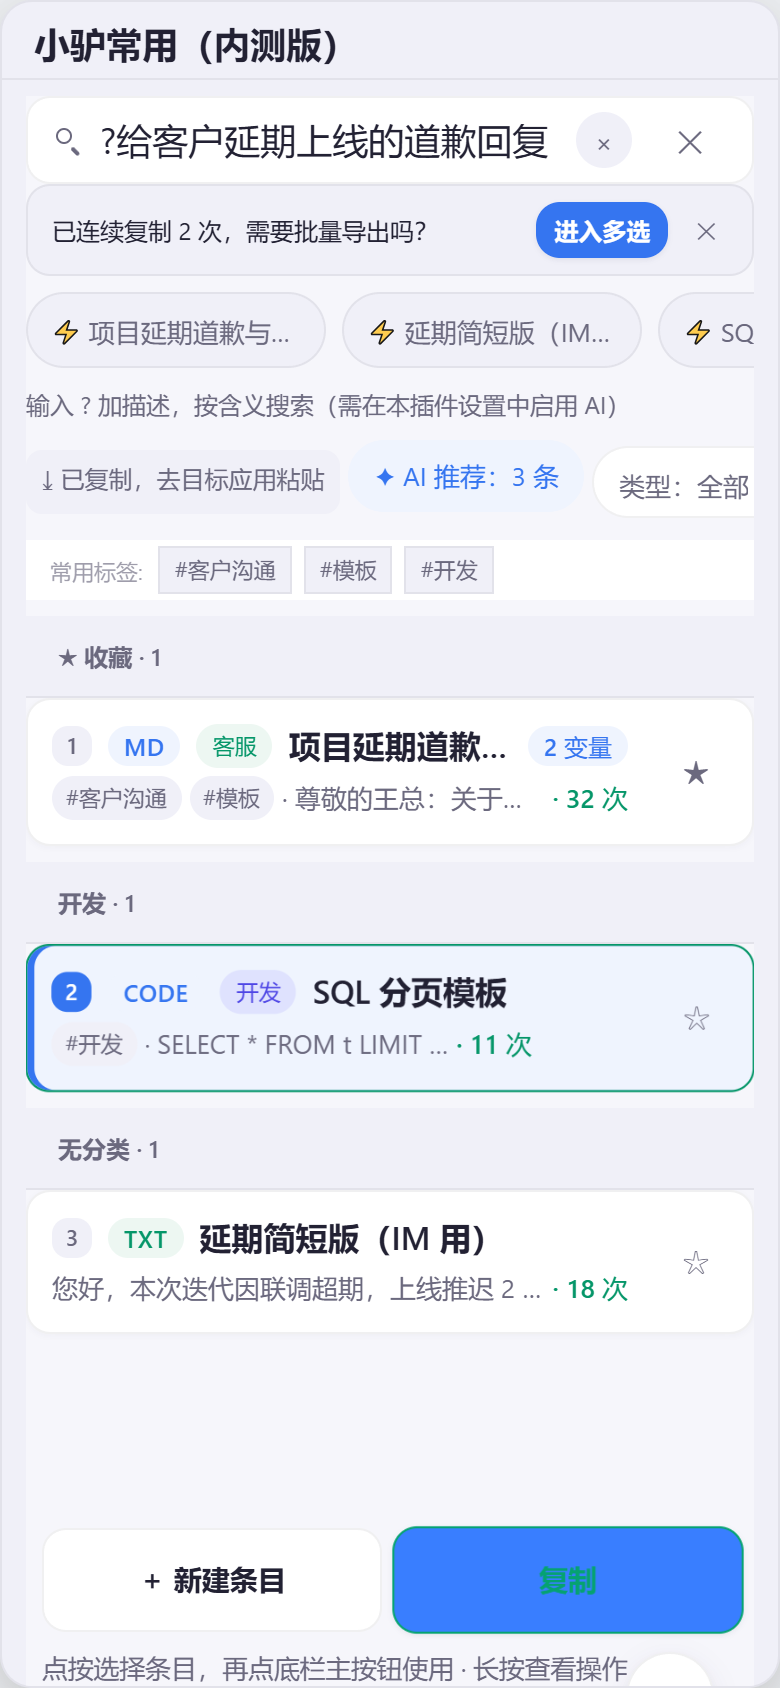 小驴常用（内测版）
?给客户延期上线的道歉回复 × ×
已连续复制 2 次，需要批量导出吗? 进入多选 ×
⚡ 项目延期道歉与... ⚡ 延期简短版（IM... ⚡ SQ
输入 ? 加描述，按含义搜索（需在本插件设置中启用 AI）
↓ 已复制，去目标应用粘贴 ✦ AI 推荐：3 条 类型：全部
常用标签: #客户沟通 #模板 #开发
★ 收藏 · 1
1 MD 客服 项目延期道歉... 2 变量 ★
#客户沟通 #模板 · 尊敬的王总：关于... · 32 次
开发 · 1
2 CODE 开发 SQL 分页模板 ☆
#开发 · SELECT * FROM t LIMIT ... · 11 次
无分类 · 1
3 TXT 延期简短版（IM 用） ☆
您好，本次迭代因联调超期，上线推迟 2 ... · 18 次
+ 新建条目 复制
点按选择条目，再点底栏主按钮使用 · 长按查看操作